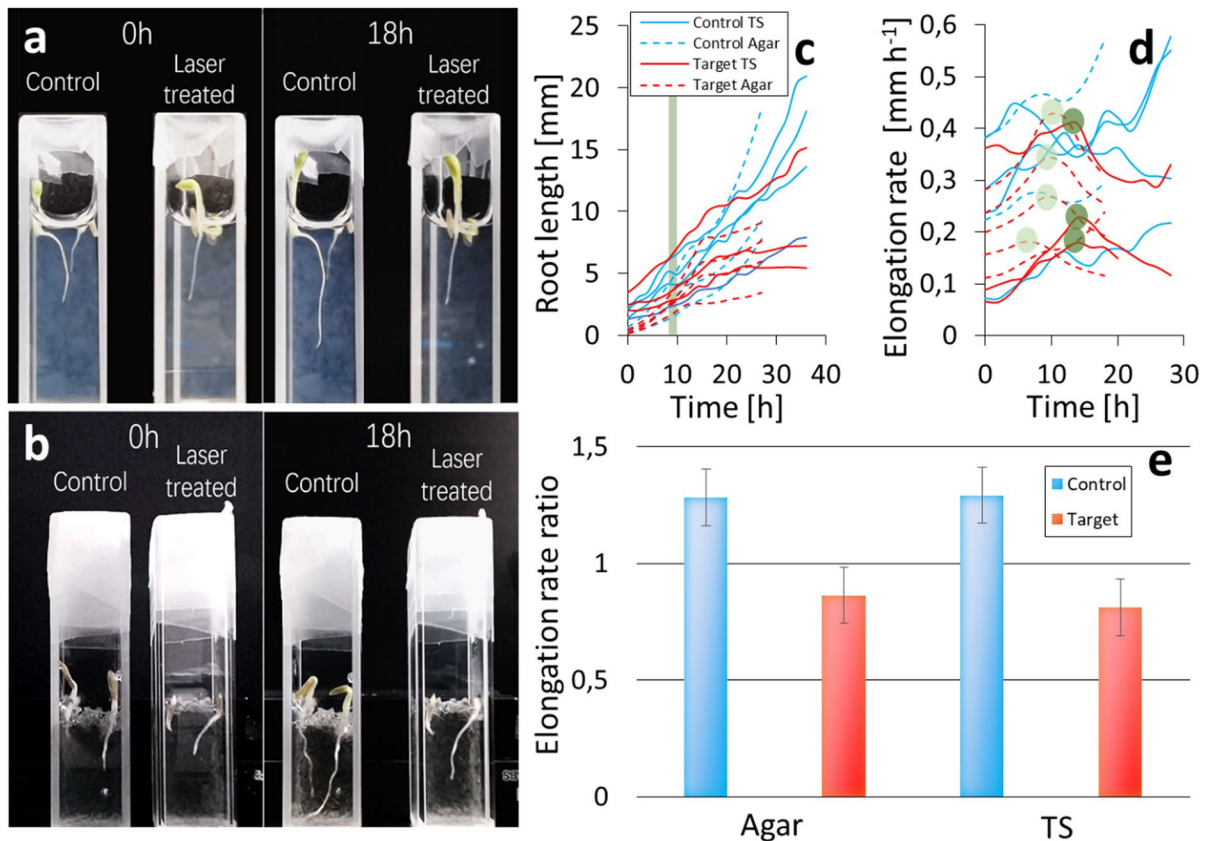 a
0h
18h
Control
Laser
treated
Control
Laser
treated
b
0h
18h
Control
Laser
treated
Control
Laser
treated
c
Control TS
Control Agar
Target TS
Target Agar
Root length [mm]
25
20
15
10
5
0
0 10 20 30 40
Time [h]
d
Elongation rate [mm h⁻¹]
0,6
0,5
0,4
0,3
0,2
0,1
0
0 10 20 30
Time [h]
e
Control
Target
Elongation rate ratio
1,5
1
0,5
0
Agar TS